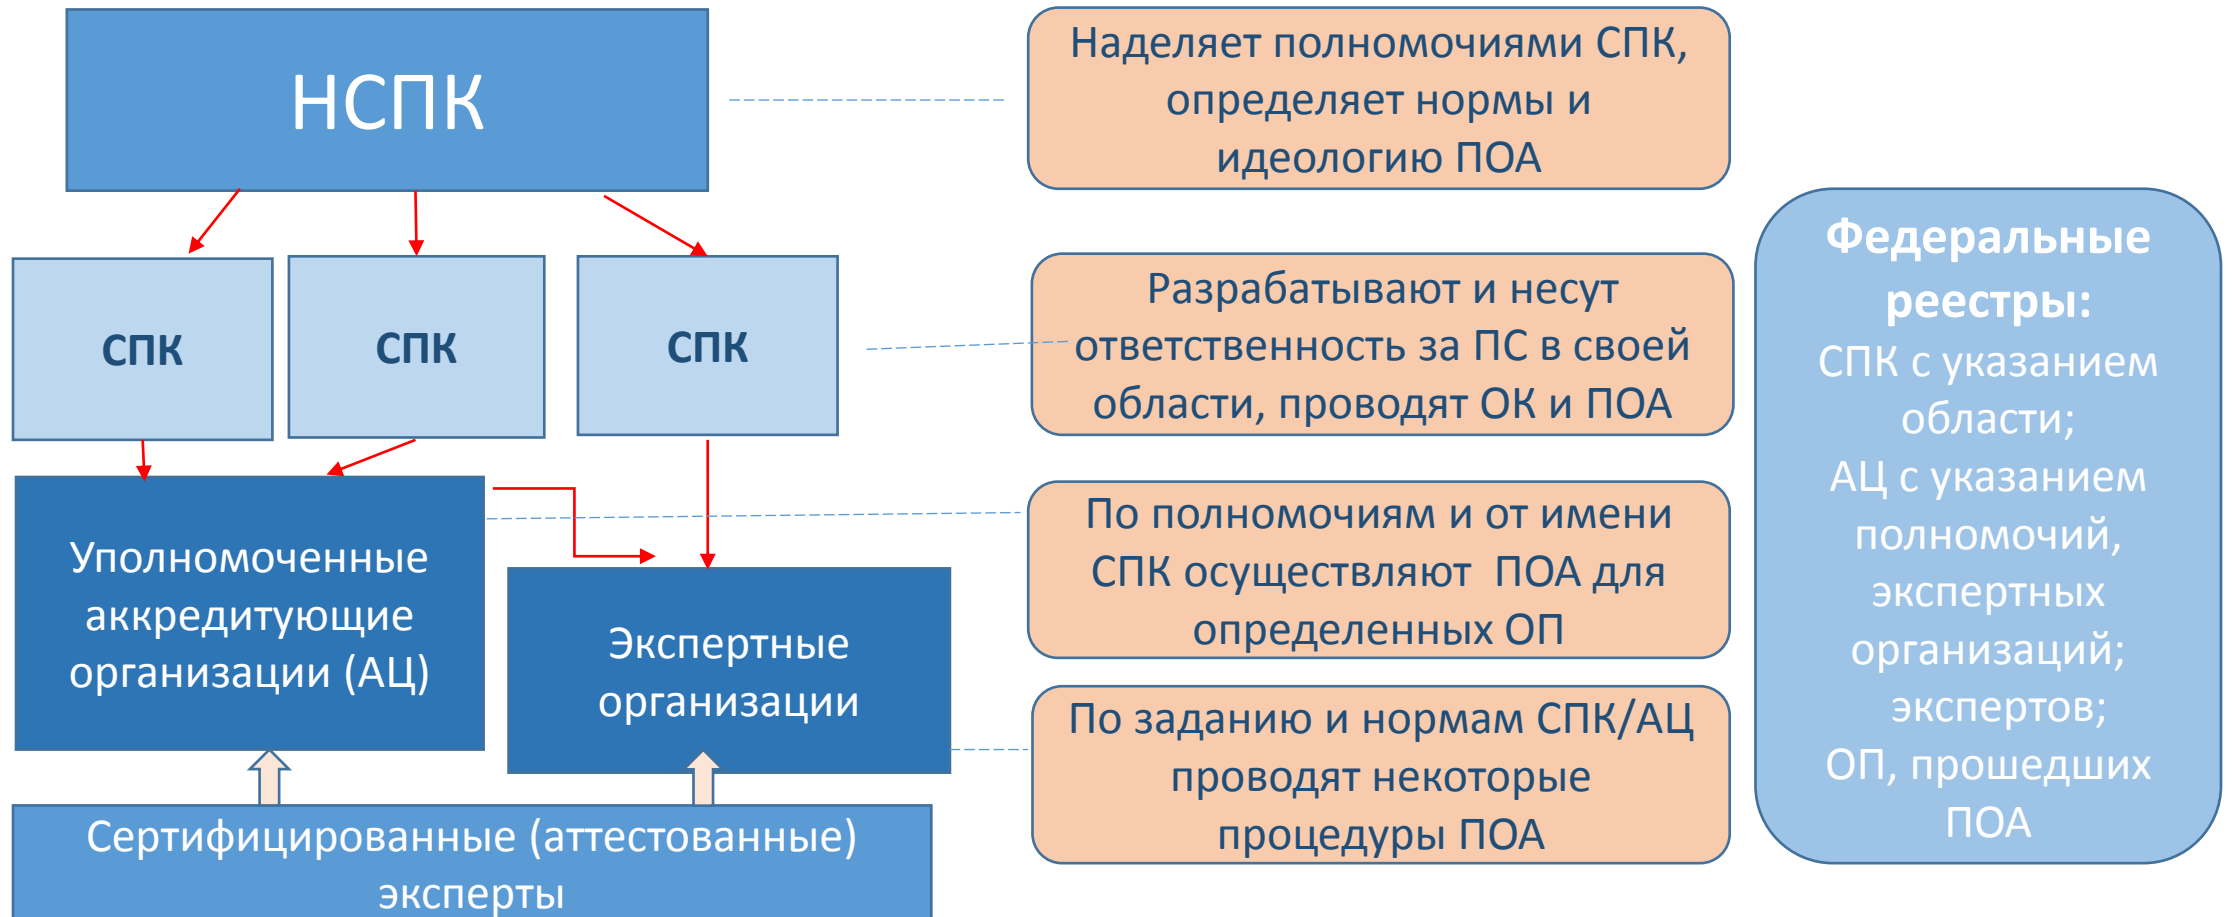 НСПК
Наделяет полномочиями СПК,
определяет нормы и
идеологию ПОА
СПК
СПК
СПК
Разрабатывают и несут
ответственность за ПС в своей
области, проводят ОК и ПОА
Уполномоченные
аккредитующие
организации (АЦ)
Экспертные
организации
По полномочиям и от имени
СПК осуществляют ПОА для
определенных ОП
По заданию и нормам СПК/АЦ
проводят некоторые
процедуры ПОА
Сертифицированные (аттестованные)
эксперты
Федеральные
реестры:
СПК с указанием
области;
АЦ с указанием
полномочий,
экспертных
организаций;
экспертов;
ОП, прошедших
ПОА